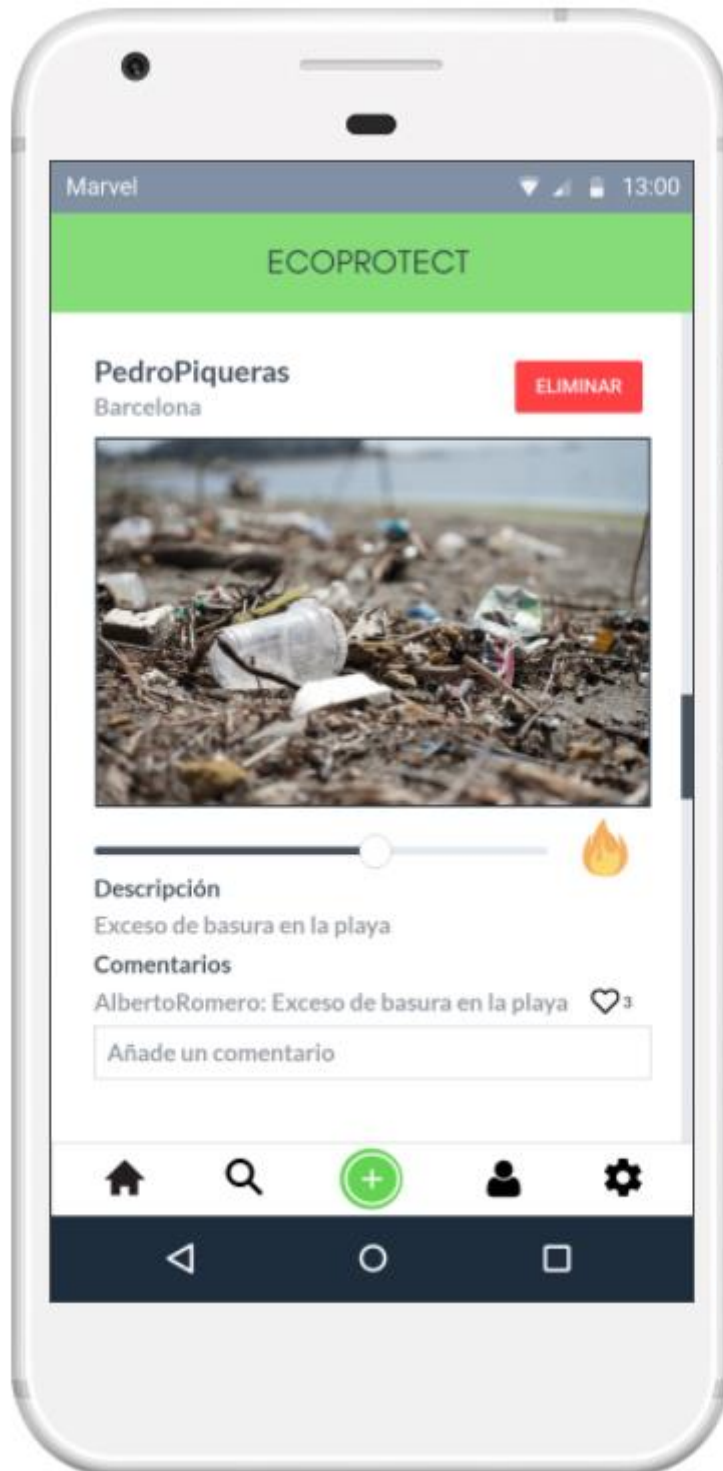 Marvel 13:00
ECOPROTECT
PedroPiqueras
ELIMINAR
Barcelona
Descripción
Exceso de basura en la playa
Comentarios
AlbertoRomero: Exceso de basura en la playa 3
Añade un comentario